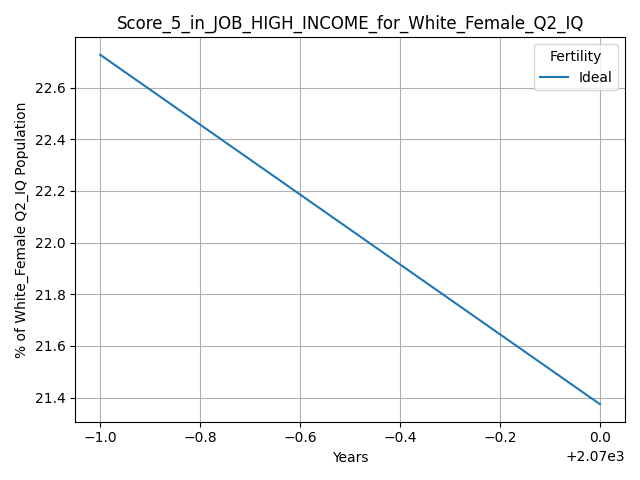 Score_5_in_JOB_HIGH_INCOME_for_White_Female_Q2_IQ
Fertility
Ideal
22.6
22.4
22.2
22.0
21.8
21.6
21.4
% of White_Female Q2_IQ Population
−1.0 −0.8 −0.6 −0.4 −0.2 0.0
+2.07e3
Years